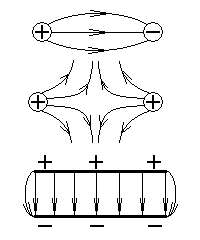 + −
+ +
+ + +
− − −